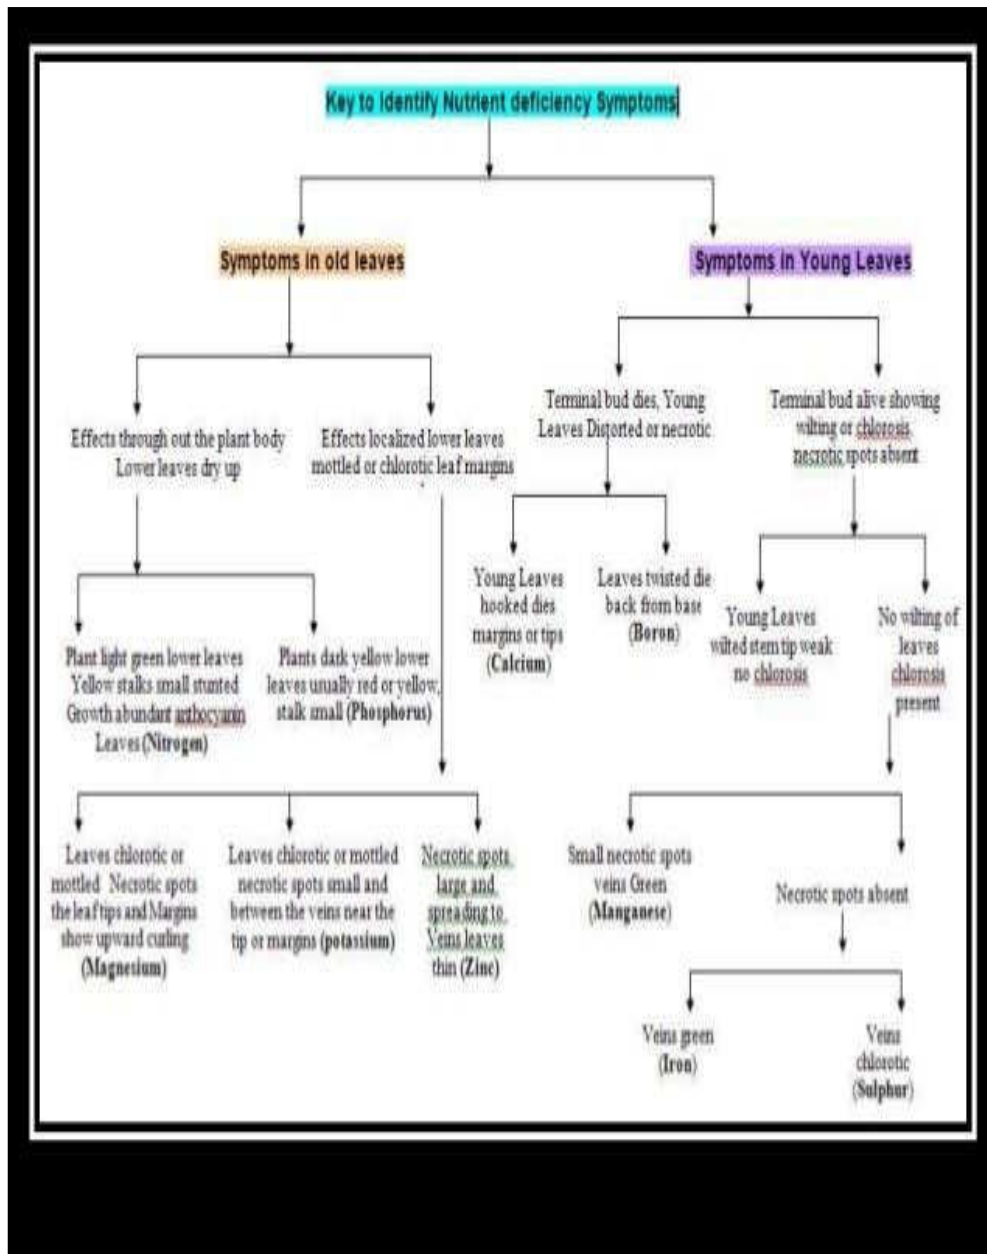 Key to Identify Nutrient deficiency Symptoms
Symptoms in old leaves
Symptoms in Young Leaves
Effects through out the plant body
Lower leaves dry up
Effects localized lower leaves
mottled or chlorotic leaf margins
Terminal bud dies, Young
Leaves Distorted or necrotic
Terminal bud alive showing
wilting or chlorosis
necrotic spots absent
Plant light green lower leaves
Yellow stalks small stunted
Growth abundant anthocyanin
Leaves (Nitrogen)
Plants dark yellow lower
leaves usually red or yellow,
stalk small (Phosphorus)
Young Leaves
hooked dies
margins or tips
(Calcium)
Leaves twisted die
back from base
(Boron)
Young Leaves
wilted stem tip weak
no chlorosis
No wilting of
leaves
chlorosis
present
Leaves chlorotic or
mottled Necrotic spots
the leaf tips and Margins
show upward curling
(Magnesium)
Leaves chlorotic or mottled
necrotic spots small and
between the veins near the
tip or margins (potassium)
Necrotic spots
large and
spreading to
Veins leaves
thin (Zinc)
Small necrotic spots
veins Green
(Manganese)
Necrotic spots absent
Veins green
(Iron)
Veins
chlorotic
(Sulphur)